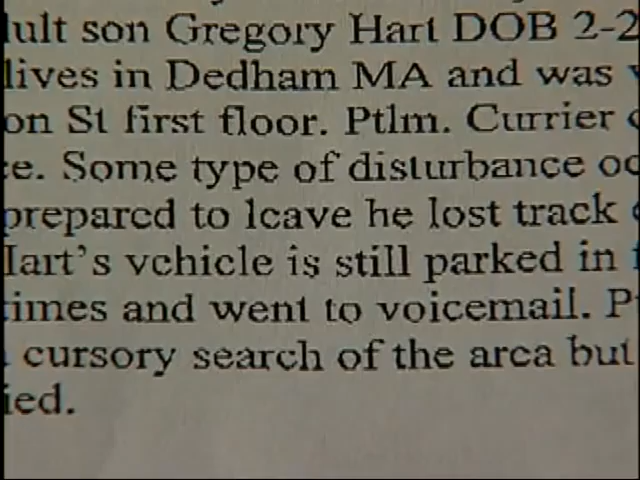 lult son Gregory Hart DOB 2-2
lives in Dedham MA and was
on St first floor. Ptlm. Currier
ce. Some type of disturbance oc
prepared to leave he lost track
Hart's vehicle is still parked in
times and went to voicemail. P
cursory search of the area but
ied.